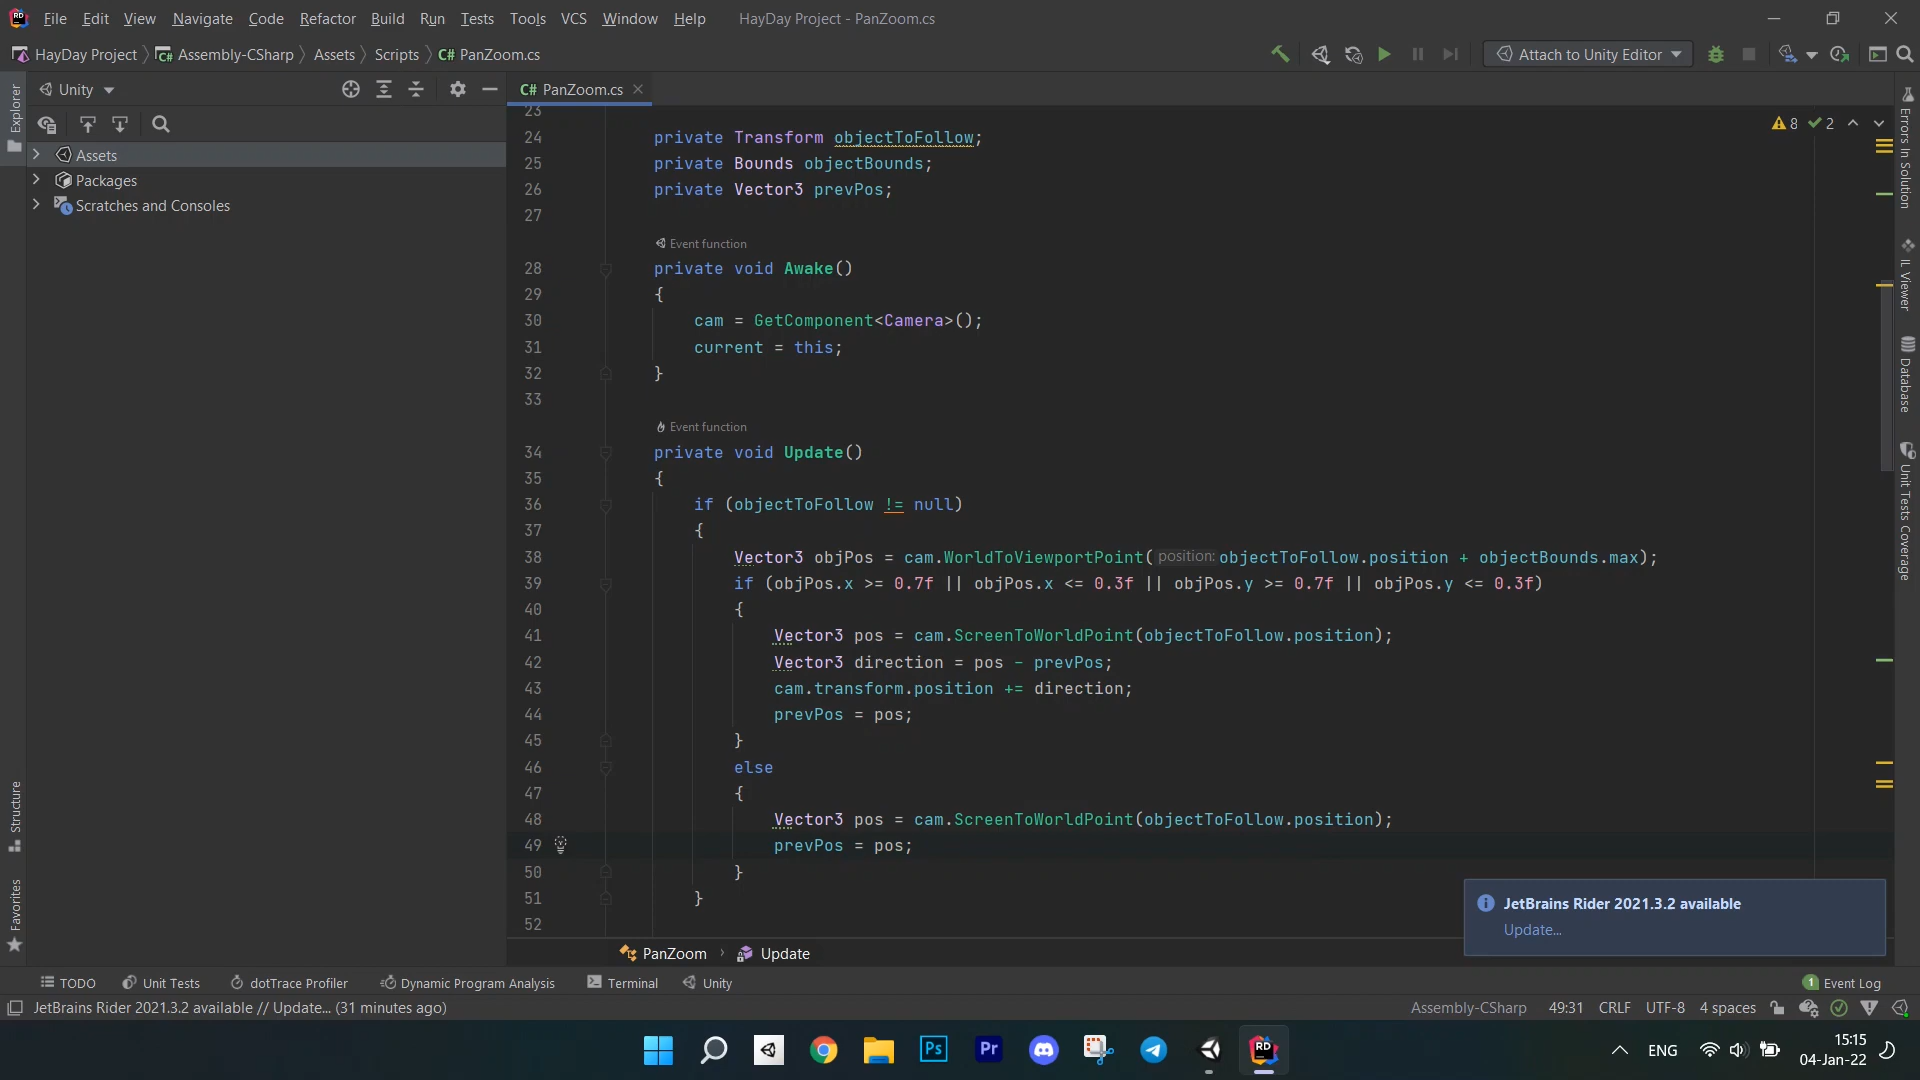 File Edit View Navigate Code Refactor Build Run Tests Tools VCS Window Help HayDay Project - PanZoom.cs
HayDay Project Assembly-CSharp Assets Scripts C# PanZoom.cs
Attach to Unity Editor
Unity
C# PanZoom.cs
Explorer
Assets
Packages
Scratches and Consoles
Structure
Favorites
8 2
23
24 private Transform objectToFollow;
25 private Bounds objectBounds;
26 private Vector3 prevPos;
27
Event function
28 private void Awake()
29 {
30 cam = GetComponent<Camera>();
31 current = this;
32 }
33
Event function
34 private void Update()
35 {
36 if (objectToFollow != null)
37 {
38 Vector3 objPos = cam.WorldToViewportPoint(position: objectToFollow.position + objectBounds.max);
39 if (objPos.x >= 0.7f || objPos.x <= 0.3f || objPos.y >= 0.7f || objPos.y <= 0.3f)
40 {
41 Vector3 pos = cam.ScreenToWorldPoint(objectToFollow.position);
42 Vector3 direction = pos - prevPos;
43 cam.transform.position += direction;
44 prevPos = pos;
45 }
46 else
47 {
48 Vector3 pos = cam.ScreenToWorldPoint(objectToFollow.position);
49 prevPos = pos;
50 }
51 }
52
Errors In Solution
IL Viewer
Database
Unit Tests Coverage
JetBrains Rider 2021.3.2 available
Update...
PanZoom Update
TODO Unit Tests dotTrace Profiler Dynamic Program Analysis Terminal Unity 1 Event Log
JetBrains Rider 2021.3.2 available // Update... (31 minutes ago) Assembly-CSharp 49:31 CRLF UTF-8 4 spaces
Ps Pr RD ENG
15:15
04-Jan-22